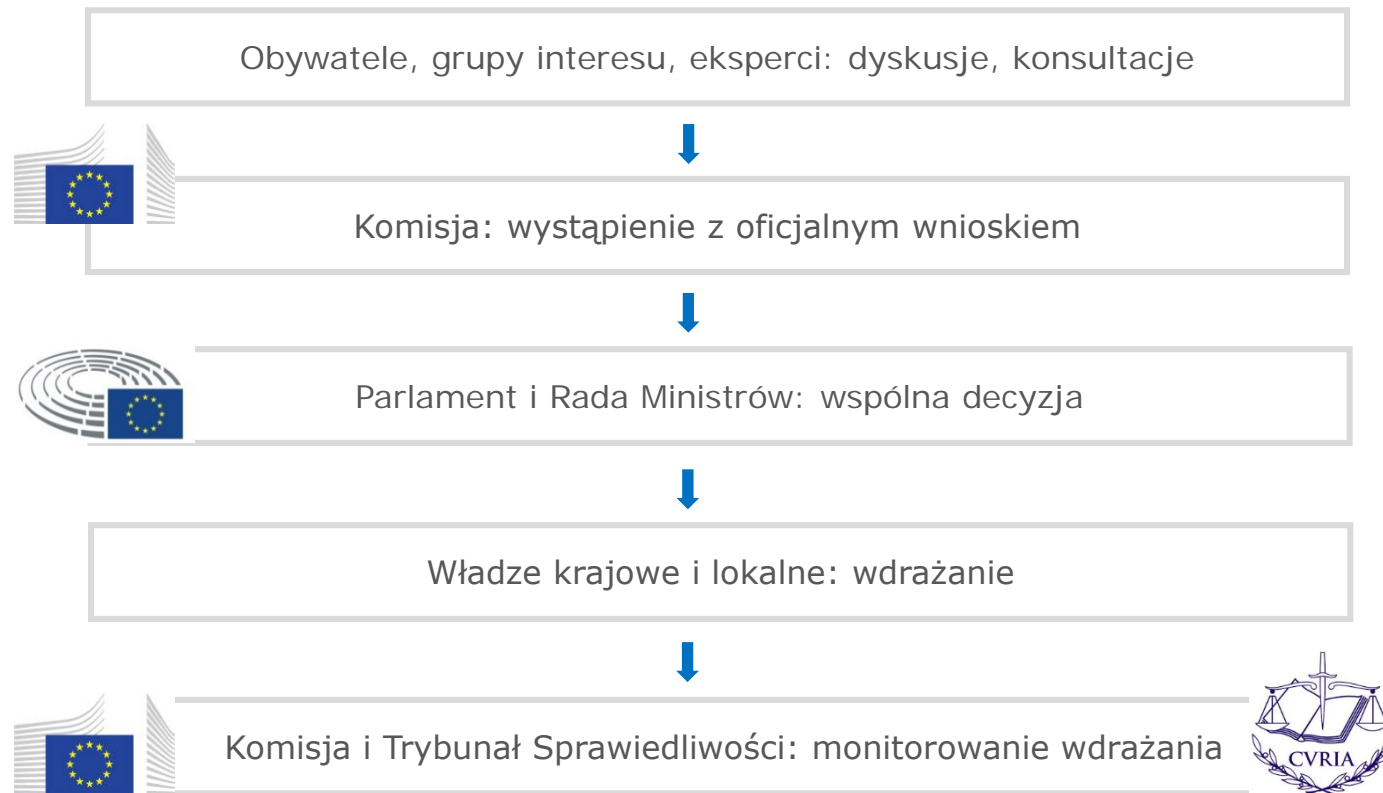 Obywatele, grupy interesu, eksperci: dyskusje, konsultacje
Komisja: wystąpienie z oficjalnym wnioskiem
Parlament i Rada Ministrów: wspólna decyzja
Władze krajowe i lokalne: wdrażanie
Komisja i Trybunał Sprawiedliwości: monitorowanie wdrażania
CVRIA